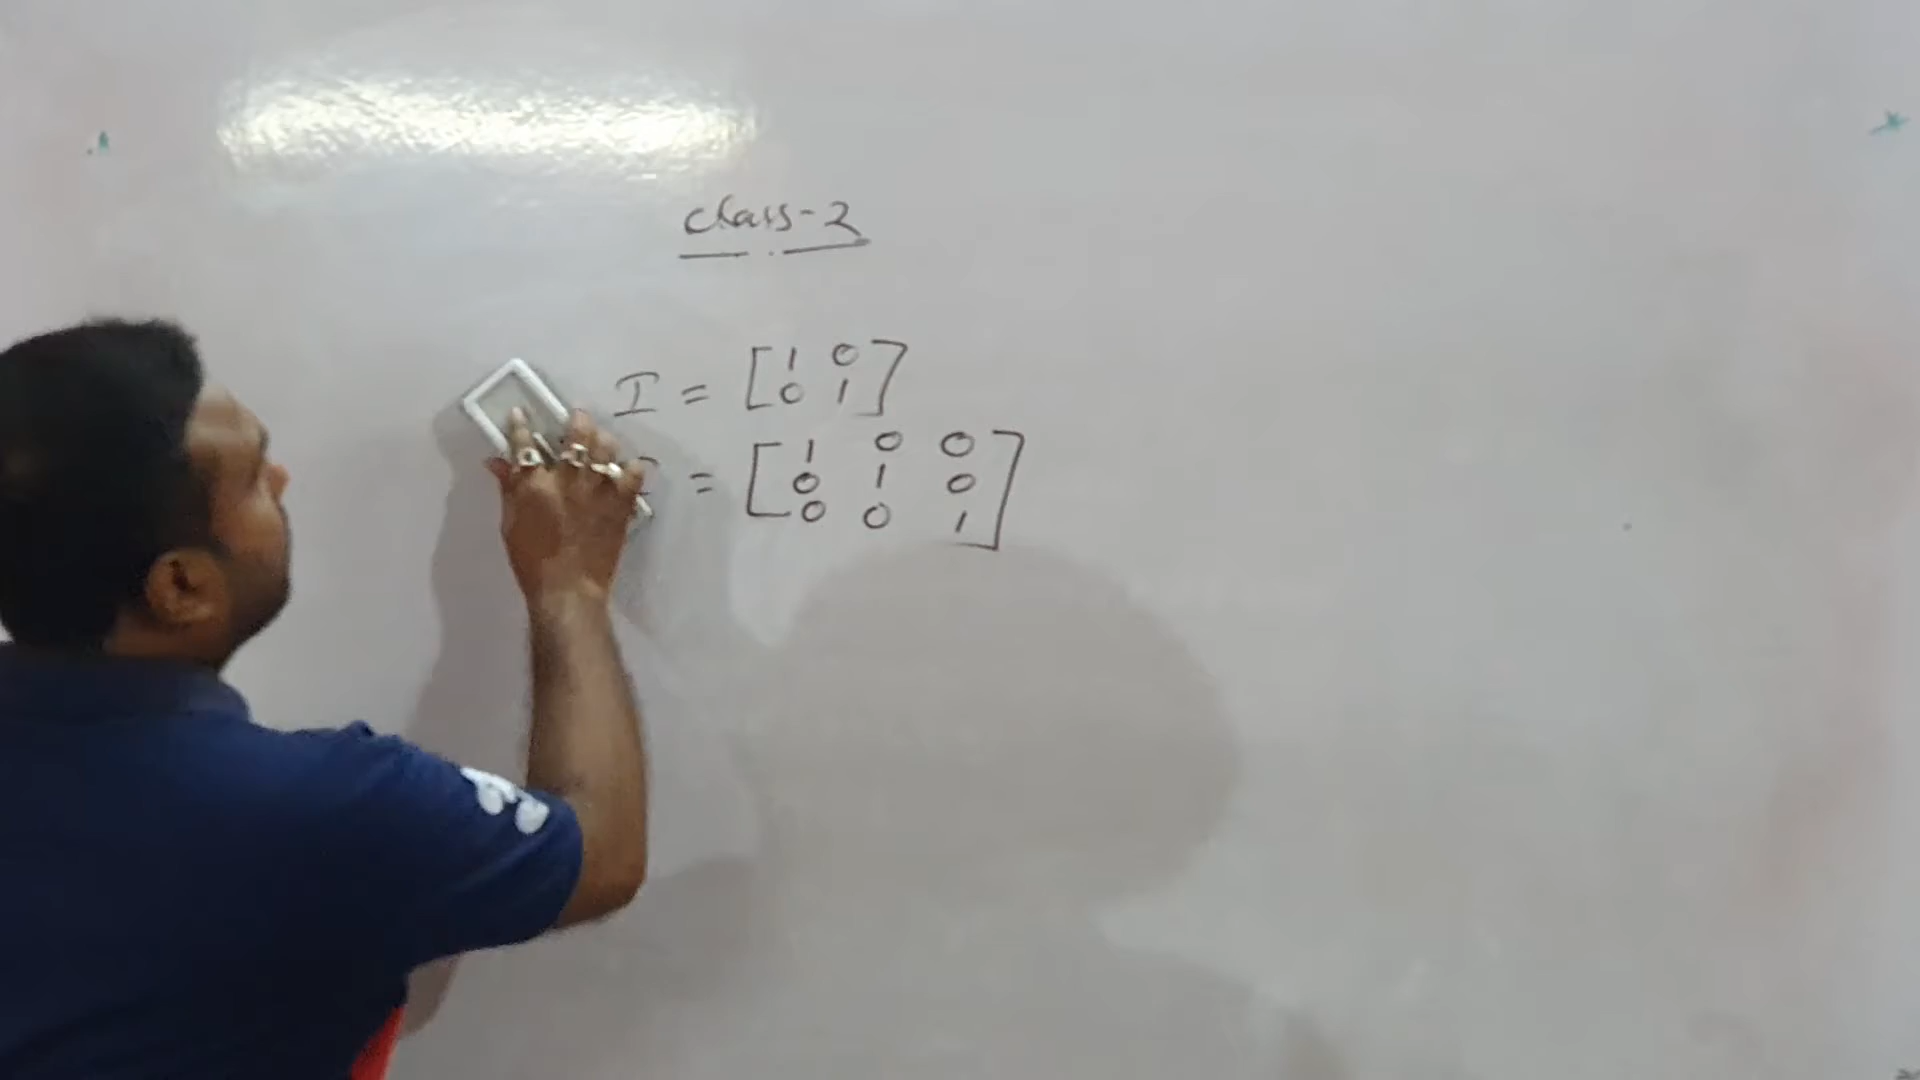 class-2
I = [1 0
0 1]
= [1 0 0
0 1 0
0 0 1]